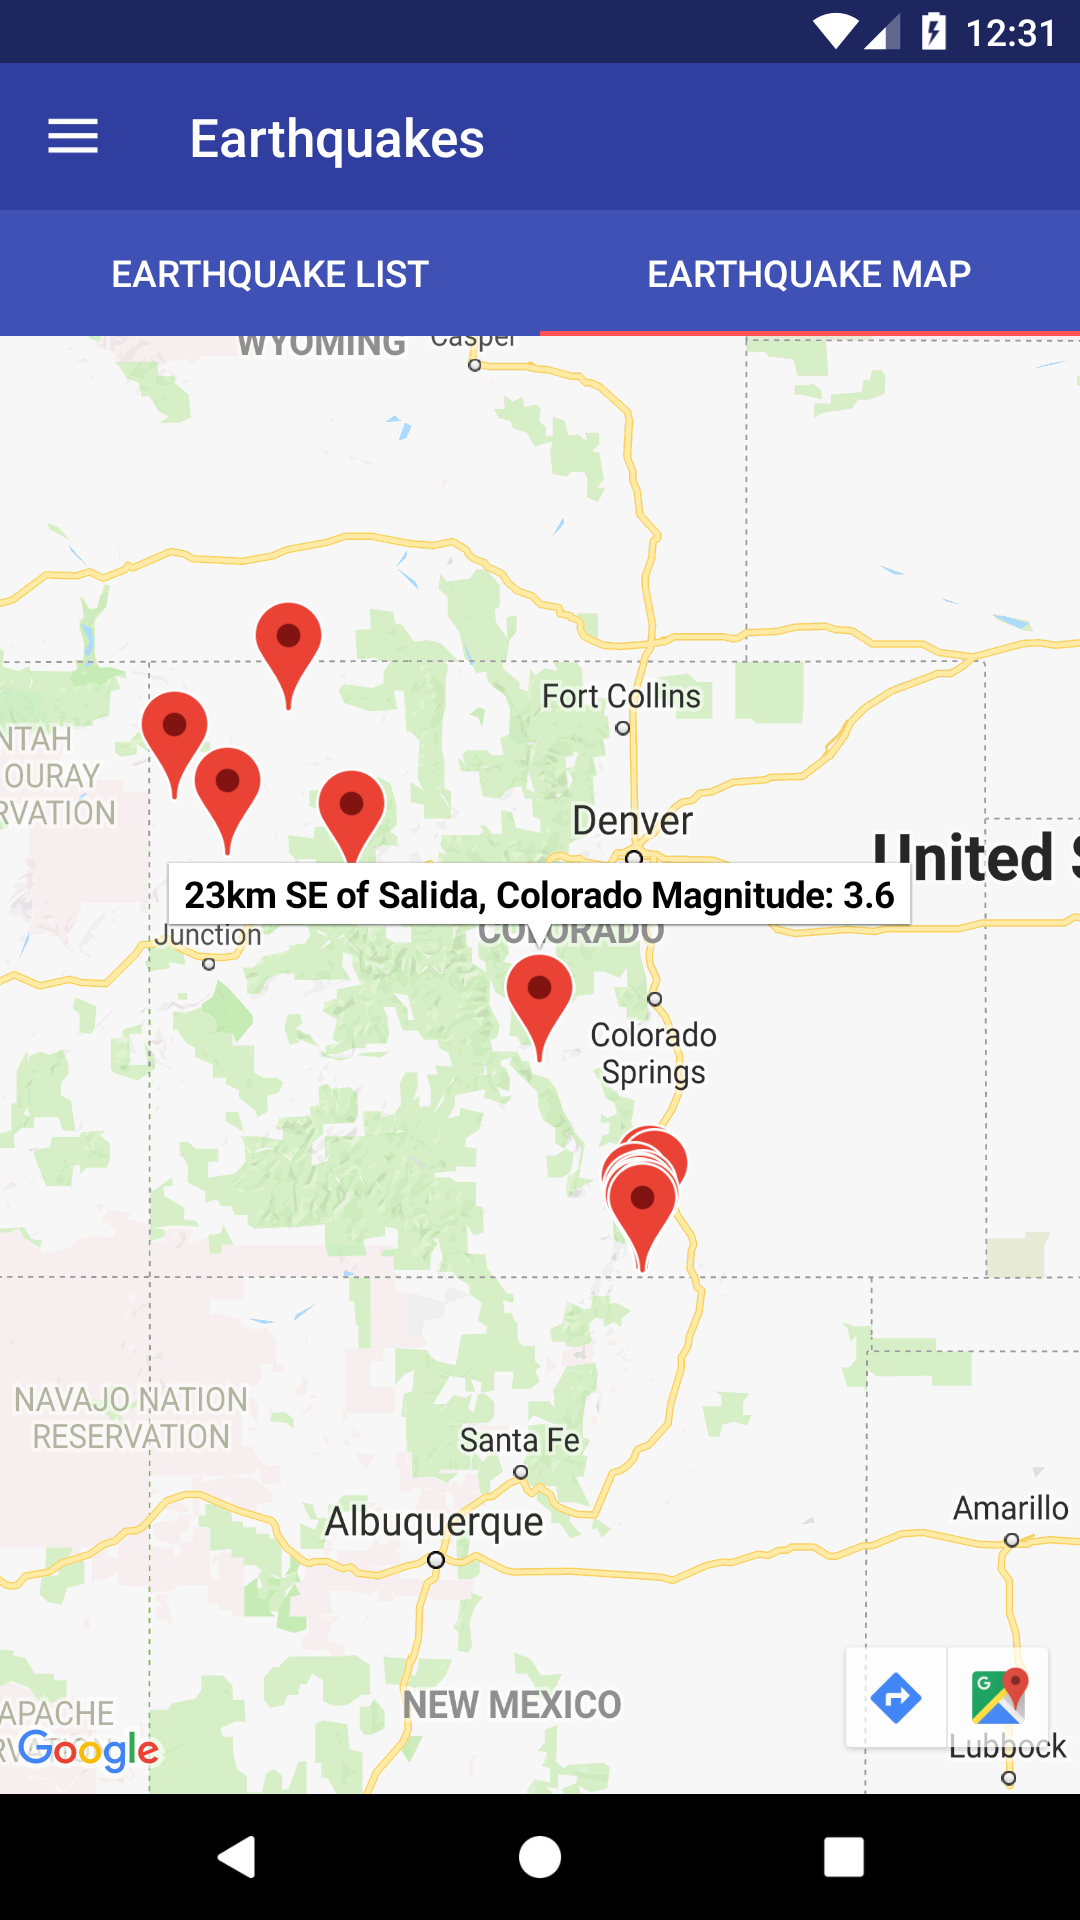 12:31
Earthquakes
EARTHQUAKE LIST
EARTHQUAKE MAP
WYOMING
Casper
Fort Collins
NTAH
OURAY
RVATION
Denver
United S
23km SE of Salida, Colorado Magnitude: 3.6
Junction
COLORADO
Colorado
Springs
NAVAJO NATION
RESERVATION
Santa Fe
Albuquerque
Amarillo
NEW MEXICO
APACHE
Google
Lubbock